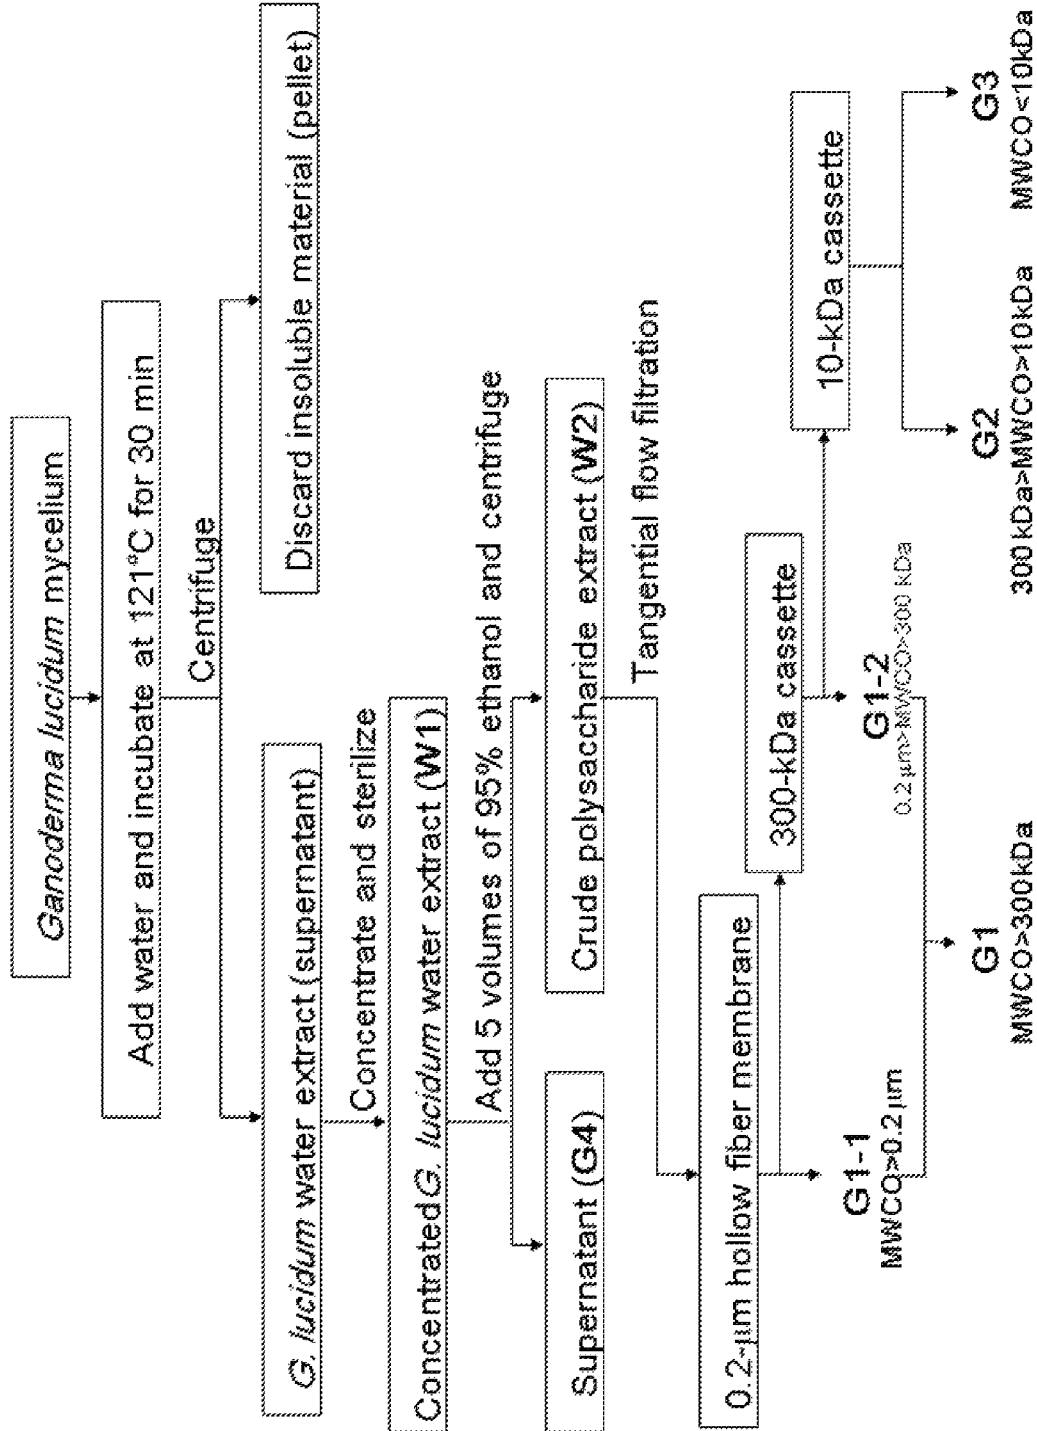 Ganoderma lucidum mycelium
Add water and incubate at 121°C for 30 min
Centrifuge
G. lucidum water extract (supernatant)
Discard insoluble material (pellet)
Concentrate and sterilize
Concentrated G. lucidum water extract (W1)
Add 5 volumes of 95% ethanol and centrifuge
Supernatant (G4)
Crude polysaccharide extract (W2)
Tangential flow filtration
0.2-μm hollow fiber membrane
300-kDa cassette
10-kDa cassette
G1-1
MWCO>0.2 μm
G1-2
0.2 μm>MWCO>300 kDa
G1
MWCO>300kDa
G2
300 kDa>MWCO>10kDa
G3
MWCO<10kDa